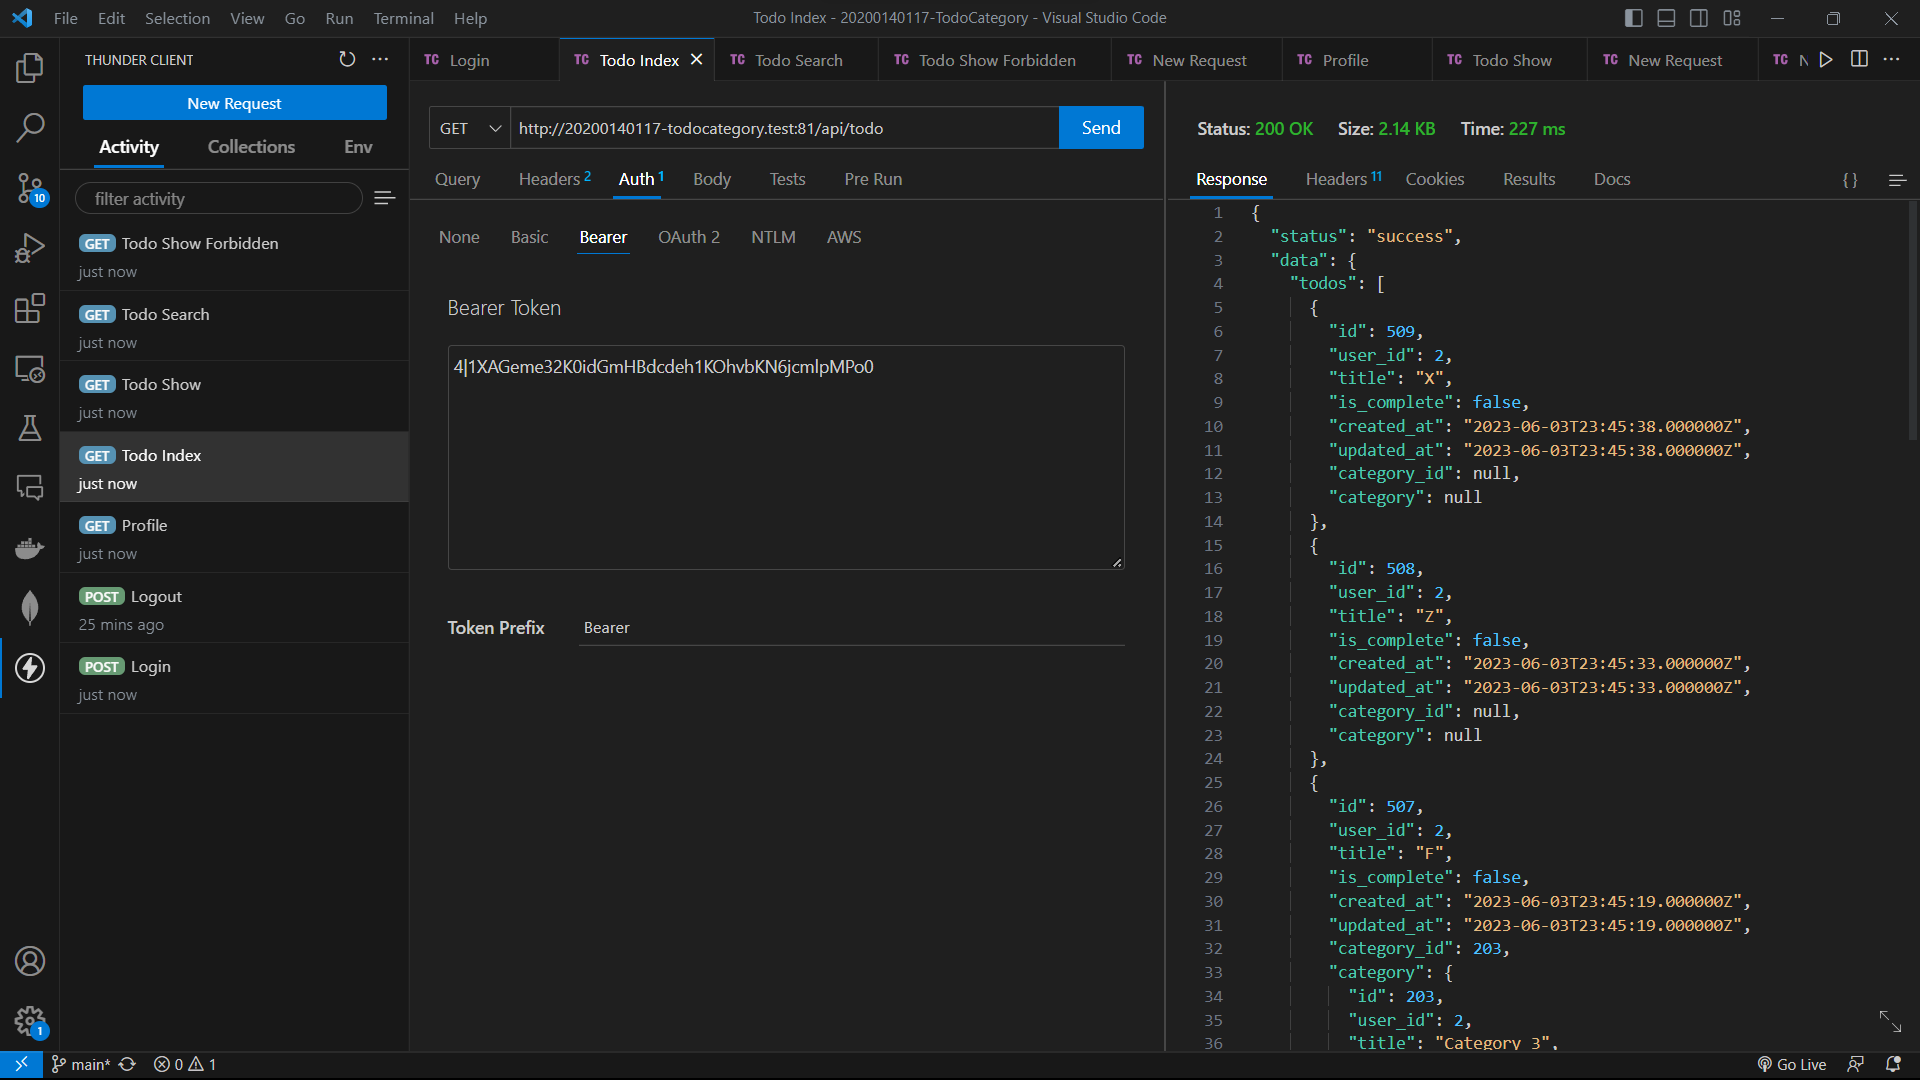 File Edit Selection View Go Run Terminal Help
Todo Index - 20200140117-TodoCategory - Visual Studio Code
THUNDER CLIENT
New Request
Activity Collections Env
filter activity
GET Todo Show Forbidden
just now
GET Todo Search
just now
GET Todo Show
just now
GET Todo Index
just now
GET Profile
just now
POST Logout
25 mins ago
POST Login
just now
10
1
TC Login
TC Todo Index
TC Todo Search
TC Todo Show Forbidden
TC New Request
TC Profile
TC Todo Show
TC New Request
TC N
GET http://20200140117-todocategory.test:81/api/todo Send
Query Headers 2 Auth 1 Body Tests Pre Run
None Basic Bearer OAuth 2 NTLM AWS
Bearer Token
4|1XAGeme32K0idGmHBdcdeh1KOhvbKN6jcmlpMPo0
Token Prefix Bearer
Status: 200 OK Size: 2.14 KB Time: 227 ms
Response Headers 11 Cookies Results Docs {}
1 {
2 "status": "success",
3 "data": {
4 "todos": [
5 {
6 "id": 509,
7 "user_id": 2,
8 "title": "X",
9 "is_complete": false,
10 "created_at": "2023-06-03T23:45:38.000000Z",
11 "updated_at": "2023-06-03T23:45:38.000000Z",
12 "category_id": null,
13 "category": null
14 },
15 {
16 "id": 508,
17 "user_id": 2,
18 "title": "Z",
19 "is_complete": false,
20 "created_at": "2023-06-03T23:45:33.000000Z",
21 "updated_at": "2023-06-03T23:45:33.000000Z",
22 "category_id": null,
23 "category": null
24 },
25 {
26 "id": 507,
27 "user_id": 2,
28 "title": "F",
29 "is_complete": false,
30 "created_at": "2023-06-03T23:45:19.000000Z",
31 "updated_at": "2023-06-03T23:45:19.000000Z",
32 "category_id": 203,
33 "category": {
34 "id": 203,
35 "user_id": 2,
36 "title": "Category 3",
main* 0 1 Go Live